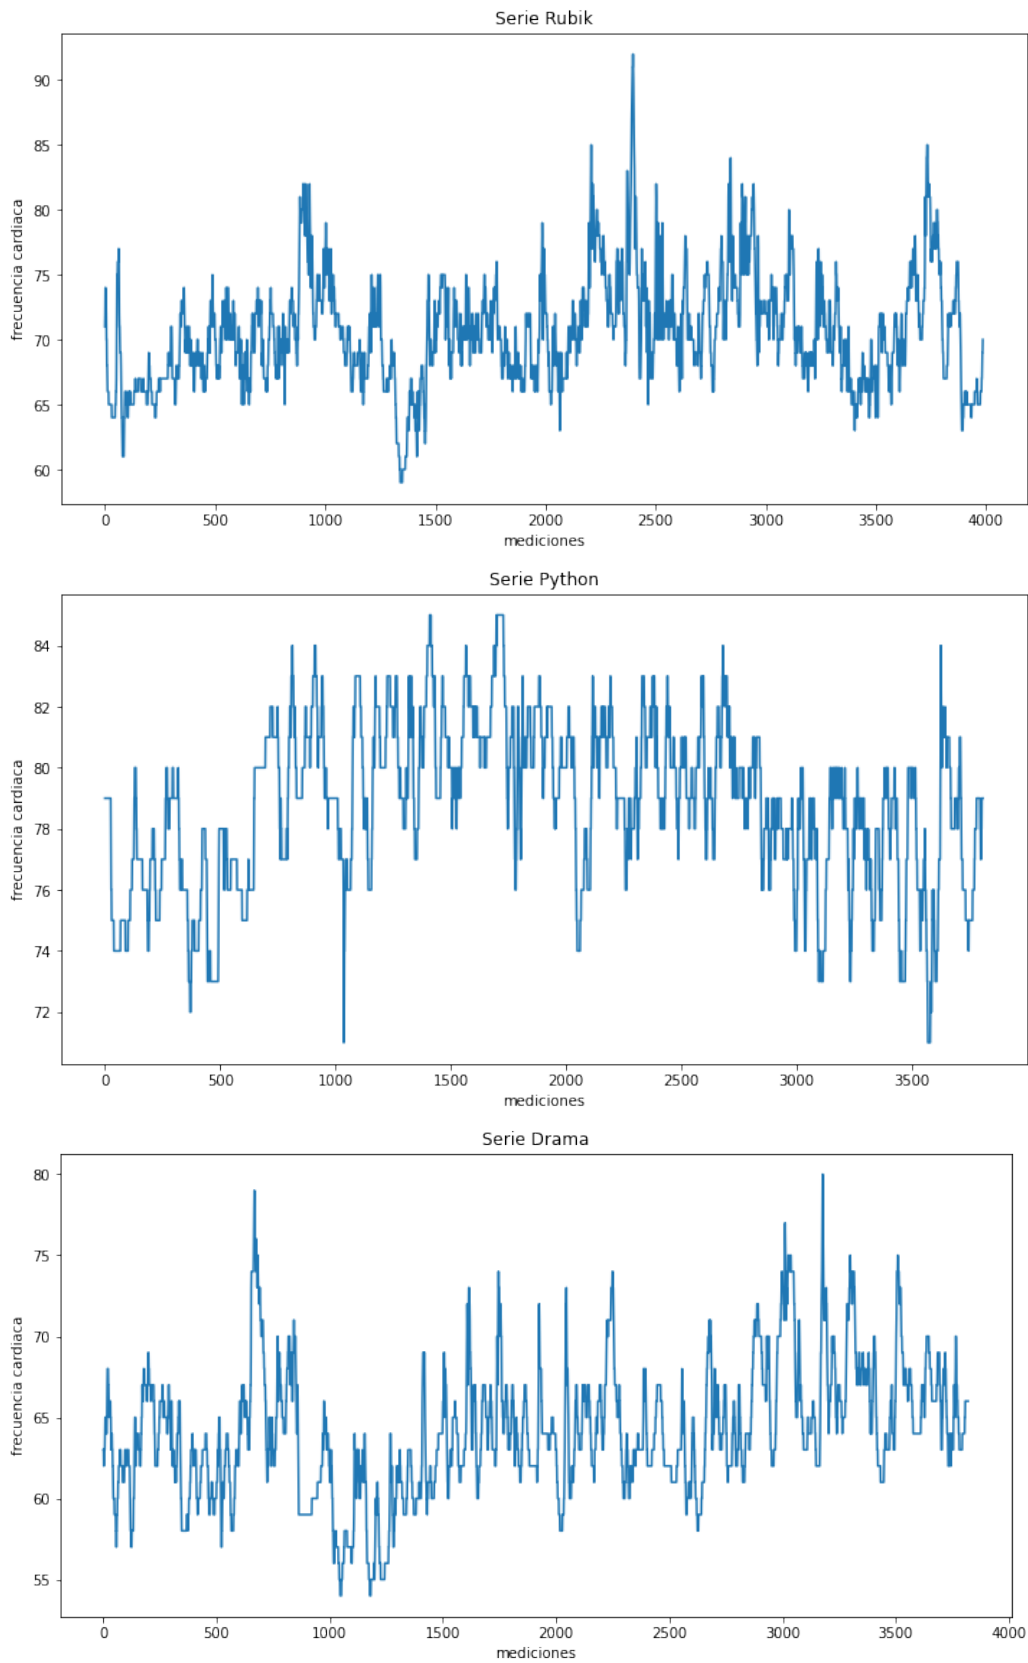 Serie Rubik
frecuencia cardiaca
90
85
80
75
70
65
60
0 500 1000 1500 2000 2500 3000 3500 4000
mediciones
Serie Python
frecuencia cardiaca
84
82
80
78
76
74
72
0 500 1000 1500 2000 2500 3000 3500
mediciones
Serie Drama
frecuencia cardiaca
80
75
70
65
60
55
0 500 1000 1500 2000 2500 3000 3500 4000
mediciones